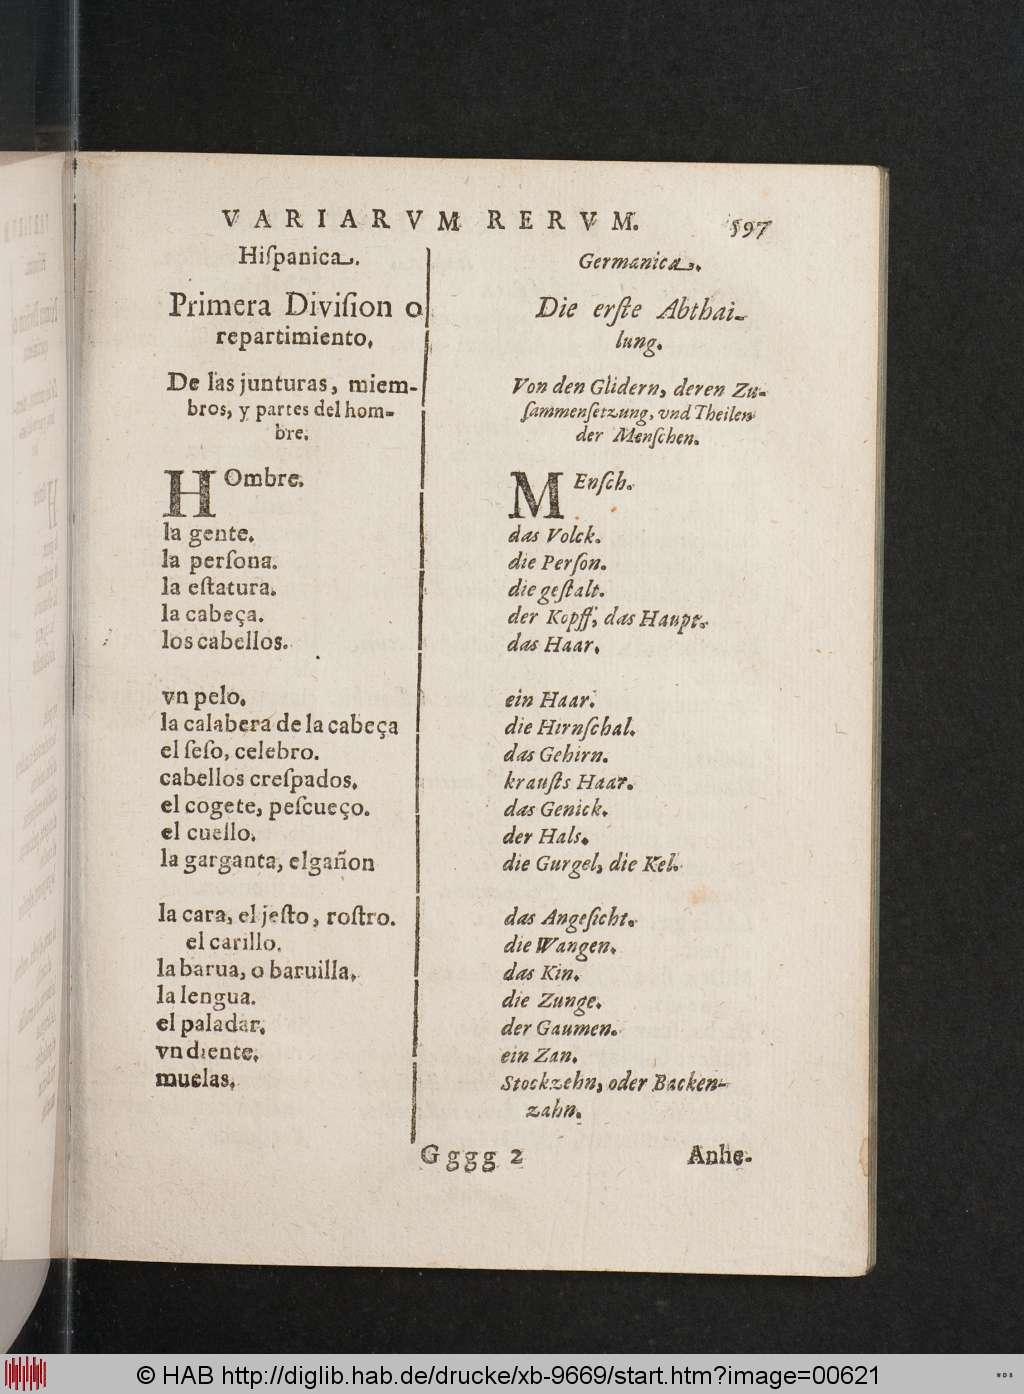 VARIARVM RERVM. 597
Hiſpanica.
Primera Diviſion o
repartimiento.
De las junturas, miem-
bros, y partes del hom-
bre.
HOmbre.
la gente.
la perſona.
la eſtatura.
la cabeça.
los cabellos.
vn pelo.
la calabera de la cabeça
el ſeſo, celebro.
cabellos creſpados.
el cogete, peſcueço.
el cuello.
la garganta, elgañon
la cara, el jeſto, roſtro.
el carillo.
la barua, o baruilla.
la lengua.
el paladar.
vn diente.
muelas.
Germanica.
Die erſte Abthai-
lung.
Von den Glidern, deren Zu-
ſammenſetzung, vnd Theilen
der Menſchen.
MEnſch.
das Volck.
die Perſon.
die geſtalt.
der Kopff, das Haupt.
das Haar.
ein Haar.
die Hirnſchal.
das Gehirn.
krauſts Haar.
das Genick.
der Hals.
die Gurgel, die Kel.
das Angeſicht.
die Wangen.
das Kin.
die Zunge.
der Gaumen.
ein Zan.
Stockzehn, oder Backen-
zahn.
Gggg 2 Anhe-
© HAB http://diglib.hab.de/drucke/xb-9669/start.htm?image=00621